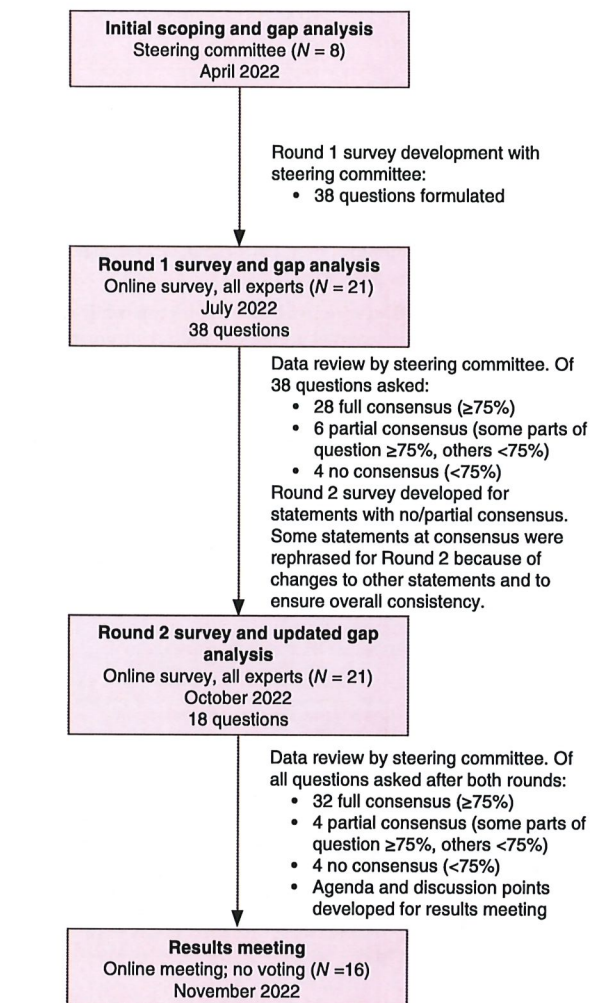 Initial scoping and gap analysis
Steering committee (N = 8)
April 2022
Round 1 survey development with
steering committee:
• 38 questions formulated
Round 1 survey and gap analysis
Online survey, all experts (N = 21)
July 2022
38 questions
Data review by steering committee. Of
38 questions asked:
• 28 full consensus (≥75%)
• 6 partial consensus (some parts of
question ≥75%, others <75%)
• 4 no consensus (<75%)
Round 2 survey developed for
statements with no/partial consensus.
Some statements at consensus were
rephrased for Round 2 because of
changes to other statements and to
ensure overall consistency.
Round 2 survey and updated gap
analysis
Online survey, all experts (N = 21)
October 2022
18 questions
Data review by steering committee. Of
all questions asked after both rounds:
• 32 full consensus (≥75%)
• 4 partial consensus (some parts of
question ≥75%, others <75%)
• 4 no consensus (<75%)
• Agenda and discussion points
developed for results meeting
Results meeting
Online meeting; no voting (N =16)
November 2022